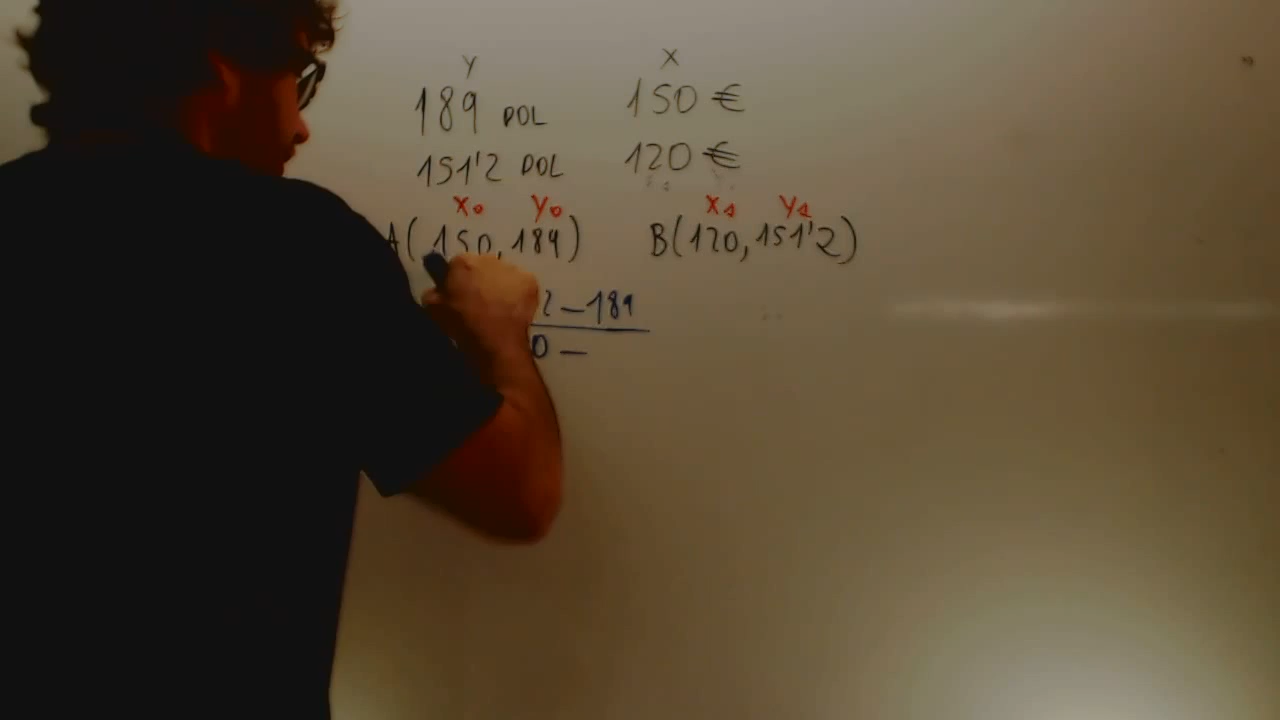 Y X
189 DOL 150 €
151'2 DOL 120 €
X₀ Y₀ X₁ Y₁
A(150,189) B(120,151'2)
2 – 189
0 –